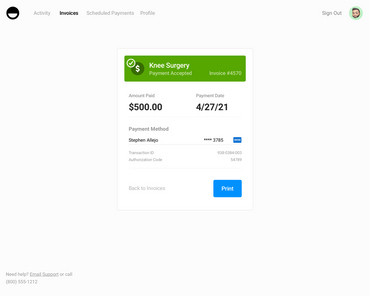 Activity Invoices Scheduled Payments Profile Sign Out
Knee Surgery
Payment Accepted Invoice #4570
Amount Paid Payment Date
$500.00 4/27/21
Payment Method
Stephen Allejo **** 3785
Transaction ID
Authorization Code 54789
Back to Invoices Print
Need help? Email Support or call
(800) 555-1212